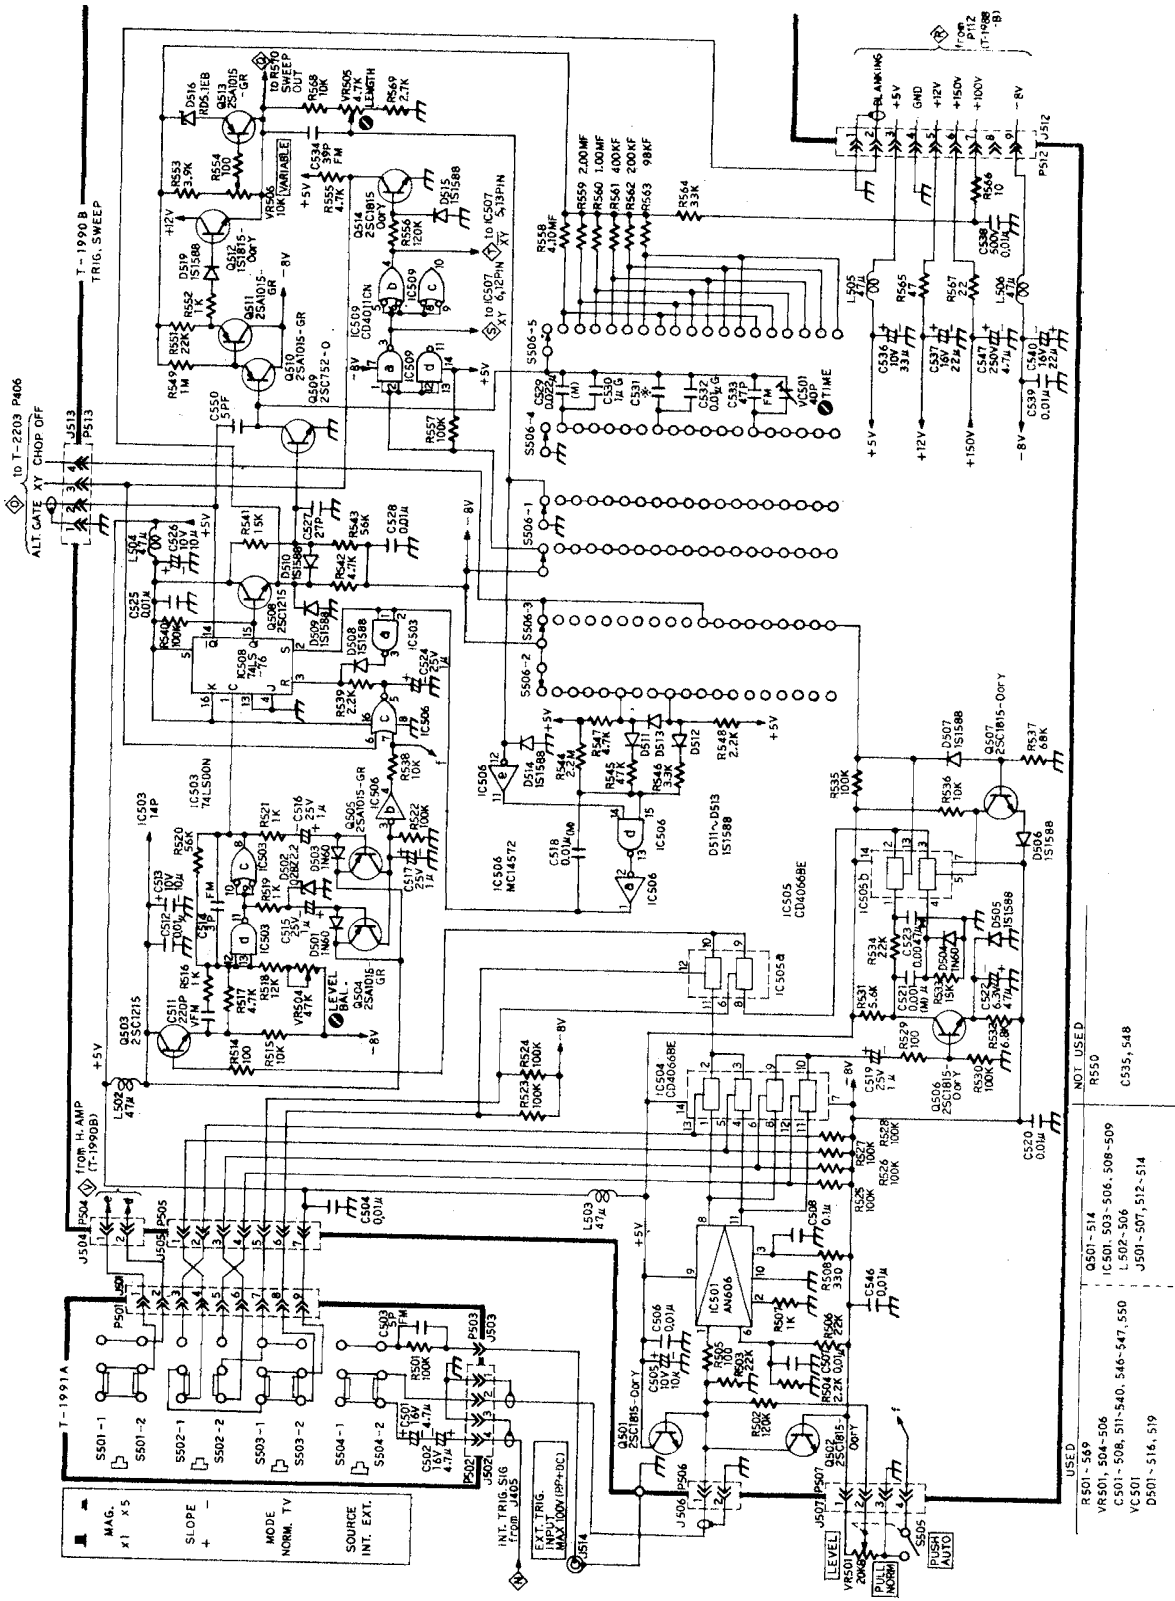 to T-2203 P406
ALT. GATE XY CHOP OFF
1 2 3 4
J513
P513
T-1990B
TRIG. SWEEP
T-1991A
S501-1
S501-2
S502-1
S502-2
S503-1
S503-2
S504-1
S504-2
MAG.
x1 x5
SLOPE
+ -
MODE
NORM. TV
SOURCE
INT. EXT.
J504
P504
from H. AMP
(T-1990B)
J505
P505
P501
J501
+5V
L502
47μ
C504
0.01μ
L503
47μ
C501
16V
4.7μ
C502
16V
4.7μ
R501
100K
C503
P503
J503
P502
J502
INT. TRIG. SIG
from J405
EXT. TRIG.
INPUT
MAX 100V(PP+DC)
J514
J506
P506
J507
P507
LEVEL
VR501
20KB
PULL
NORM
S505
PUSH
AUTO
Q501
2SC1815-OorY
Q502
2SC1815-
OorY
C505
10V
10μ
C506
0.01μ
R505
100
R503
22K
R502
120K
R504
2.2K
C507
0.01μ
R506
22K
R507
1K
R508
330
C508
0.1μ
C546
0.01μ
IC501
AN606
R525
100K
R526
100K
R527
100K
R528
100K
R523
100K
R524
100K
-8V
IC504
CD4066BE
IC505a
IC505b
IC505
CD4066BE
C519
25V
1μ
R529
100
R530
100K
Q506
2SC1815-
OorY
R531
5.6K
C521
0.001
(M)μ
R532
6.8K
R533
15K
C522
6.3V
47μ
R534
22K
C523
0.0047μ
D504
1N60
D505
1S1588
C520
0.01μ
R535
100K
R536
10K
D506
1S1588
D507
1S1588
Q507
2SC1815-OorY
R537
68K
Q503
2SC1215
R514
100
R515
10K
C511
220P
R516
1K
R517
4.7K
R518
12K
VR504
47K
LEVEL
BAL.
-8V
Q504
2SA1015-
GR
C512
0.01μ
C513
10V
10μ
C514
3P
FM
R519
1K
R520
56K
R521
1K
C515
25V
1μ
C516
25V
1μ
D501
1N60
D503
1N60
Q505
2SA1015-GR
C517
25V
1μ
R522
100K
IC503
14P
IC503
74LS00N
IC506
R538
10K
R539
2.2K
D508
1S1588
D509
1S1588
D510
1S1588
IC508
74LS
-76
K C J R S Q
C524
25V
1μ
C525
0.01μ
R540
100K
L504
47μ
C526
10V
10μ
+5V
Q508
2SC1215
R541
15K
C527
27P
R542
4.7K
R543
56K
C528
0.01μ
IC506
MC14572
D514
1S1588
R544
2.2M
R545
47K
R546
3.3K
R547
4.7K
R548
2.2K
D511
D513
D512
D511~D513
1S1588
C518
0.01μ(M)
R549
1M
R551
22K
R552
1K
C550
5PF
Q509
2SC752-O
Q510
2SA1015-GR
Q511
2SA1015-
GR
D519
1S1588
Q512
1S1815-
OorY
+12V
-8V
R553
3.9K
R554
100
D516
RD5.1EB
Q513
2SA1015
-GR
VR506
10K
VARIABLE
to R570
SWEEP
OUT
R568
10K
VR505
4.7K
LENGTH
R569
2.7K
C534
39P
FM
R555
4.7K
Q514
2SC1815
OorY
R556
120K
D515
1S1588
IC509
CD4011CN
R557
100K
S to IC507
XY 6,12PIN
to IC507
XY 5,13PIN
R558
4.10MF
R559 2.00MF
R560 1.00MF
R561 400KF
R562 200KF
R563 98KF
R564
33K
S506-1
S506-2
S506-3
S506-4
S506-5
C529
0.022μ
(M)
C530
1μG
C531
※
C532
0.01μG
C533
47P
FM
VC501
40P
TIME
L505
47μ
C536
10V
33μ
R565
47
C537
16V
22μ
R567
22
C547
250V
4.7μ
L506
47μ
C538
500V
0.01μ
R566
10
C539
0.01μ
C540
16V
22μ
+5V
+12V
+150V
-8V
BLANKING
+5V
GND
+12V
+150V
+100V
-8V
P512
J512
from
P112
(T-1988
-B)
USED
R501~569
VR501, 504~506
C501~508, 511~540, 546~547, 550
VC501
D501~516, 519
Q501~514
IC501, 503~506, 508~509
L502~506
J501~507, 512~514
NOT USED
R550
C535, 548